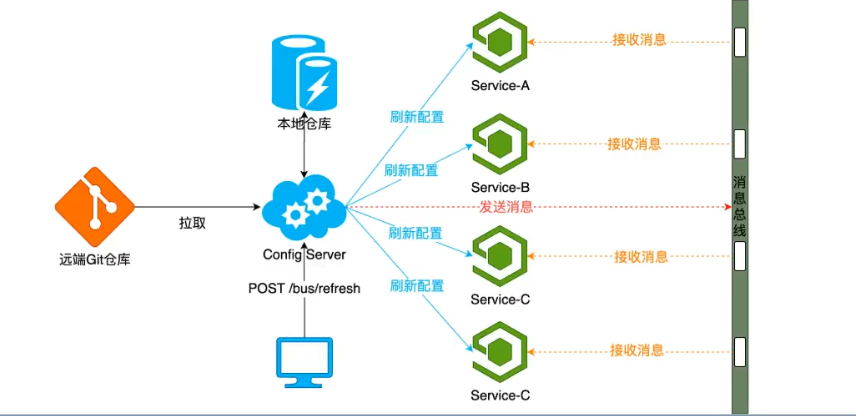 接收消息
Service-A
刷新配置
本地仓库
接收消息
刷新配置
Service-B
消息总线
发送消息
拉取
刷新配置
远端Git仓库
Config Server
接收消息
POST /bus/refresh
刷新配置
Service-C
接收消息
Service-C